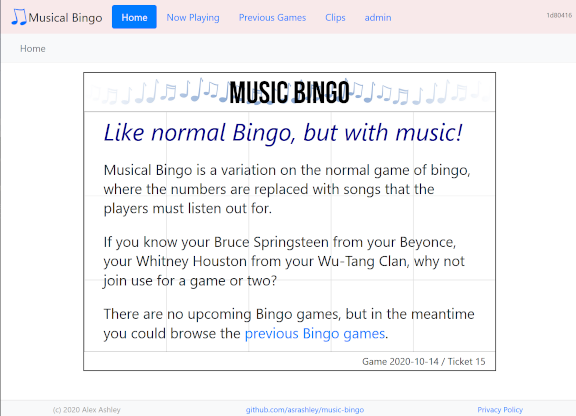 Musical Bingo Home Now Playing Previous Games Clips admin 1d80416
Home
MUSIC BINGO
Like normal Bingo, but with music!
Musical Bingo is a variation on the normal game of bingo,
where the numbers are replaced with songs that the
players must listen out for.
If you know your Bruce Springsteen from your Beyonce,
your Whitney Houston from your Wu-Tang Clan, why not
join use for a game or two?
There are no upcoming Bingo games, but in the meantime
you could browse the previous Bingo games.
Game 2020-10-14 / Ticket 15
(c) 2020 Alex Ashley github.com/asrashley/music-bingo Privacy Policy